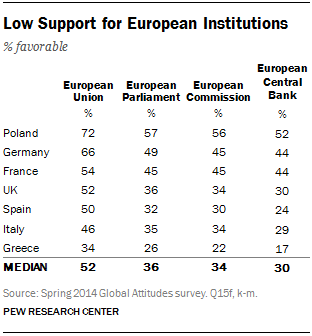 Low Support for European Institutions
% favorable
European Union European Parliament European Commission European Central Bank
% % % %
Poland 72 57 56 52
Germany 66 49 45 44
France 54 45 45 44
UK 52 36 34 30
Spain 50 32 30 24
Italy 46 35 34 29
Greece 34 26 22 17
MEDIAN 52 36 34 30
Source: Spring 2014 Global Attitudes survey. Q15f, k-m.
PEW RESEARCH CENTER